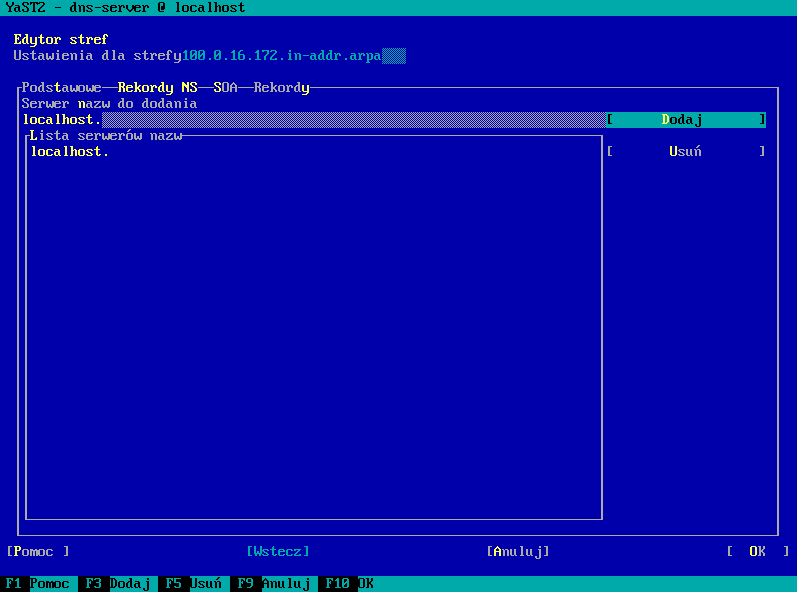 YaST2 - dns-server @ localhost
Edytor stref
Ustawienia dla strefy100.0.16.172.in-addr.arpa
Podstawowe Rekordy NS SOA Rekordy
Serwer nazw do dodania
localhost. [ Dodaj ]
Lista serwerów nazw
localhost. [ Usuń ]
[Pomoc ] [Wstecz] [Anuluj] [ OK ]
F1 Pomoc F3 Dodaj F5 Usuń F9 Anuluj F10 OK